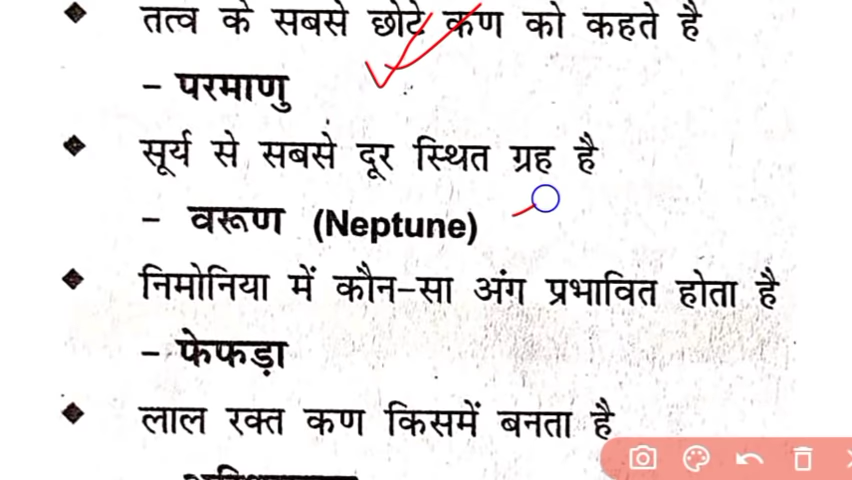 तत्व के सबसे छोटे कण को कहते है
– परमाणु
सूर्य से सबसे दूर स्थित ग्रह है
– वरूण (Neptune)
निमोनिया में कौन-सा अंग प्रभावित होता है
– फेफड़ा
लाल रक्त कण किसमें बनता है